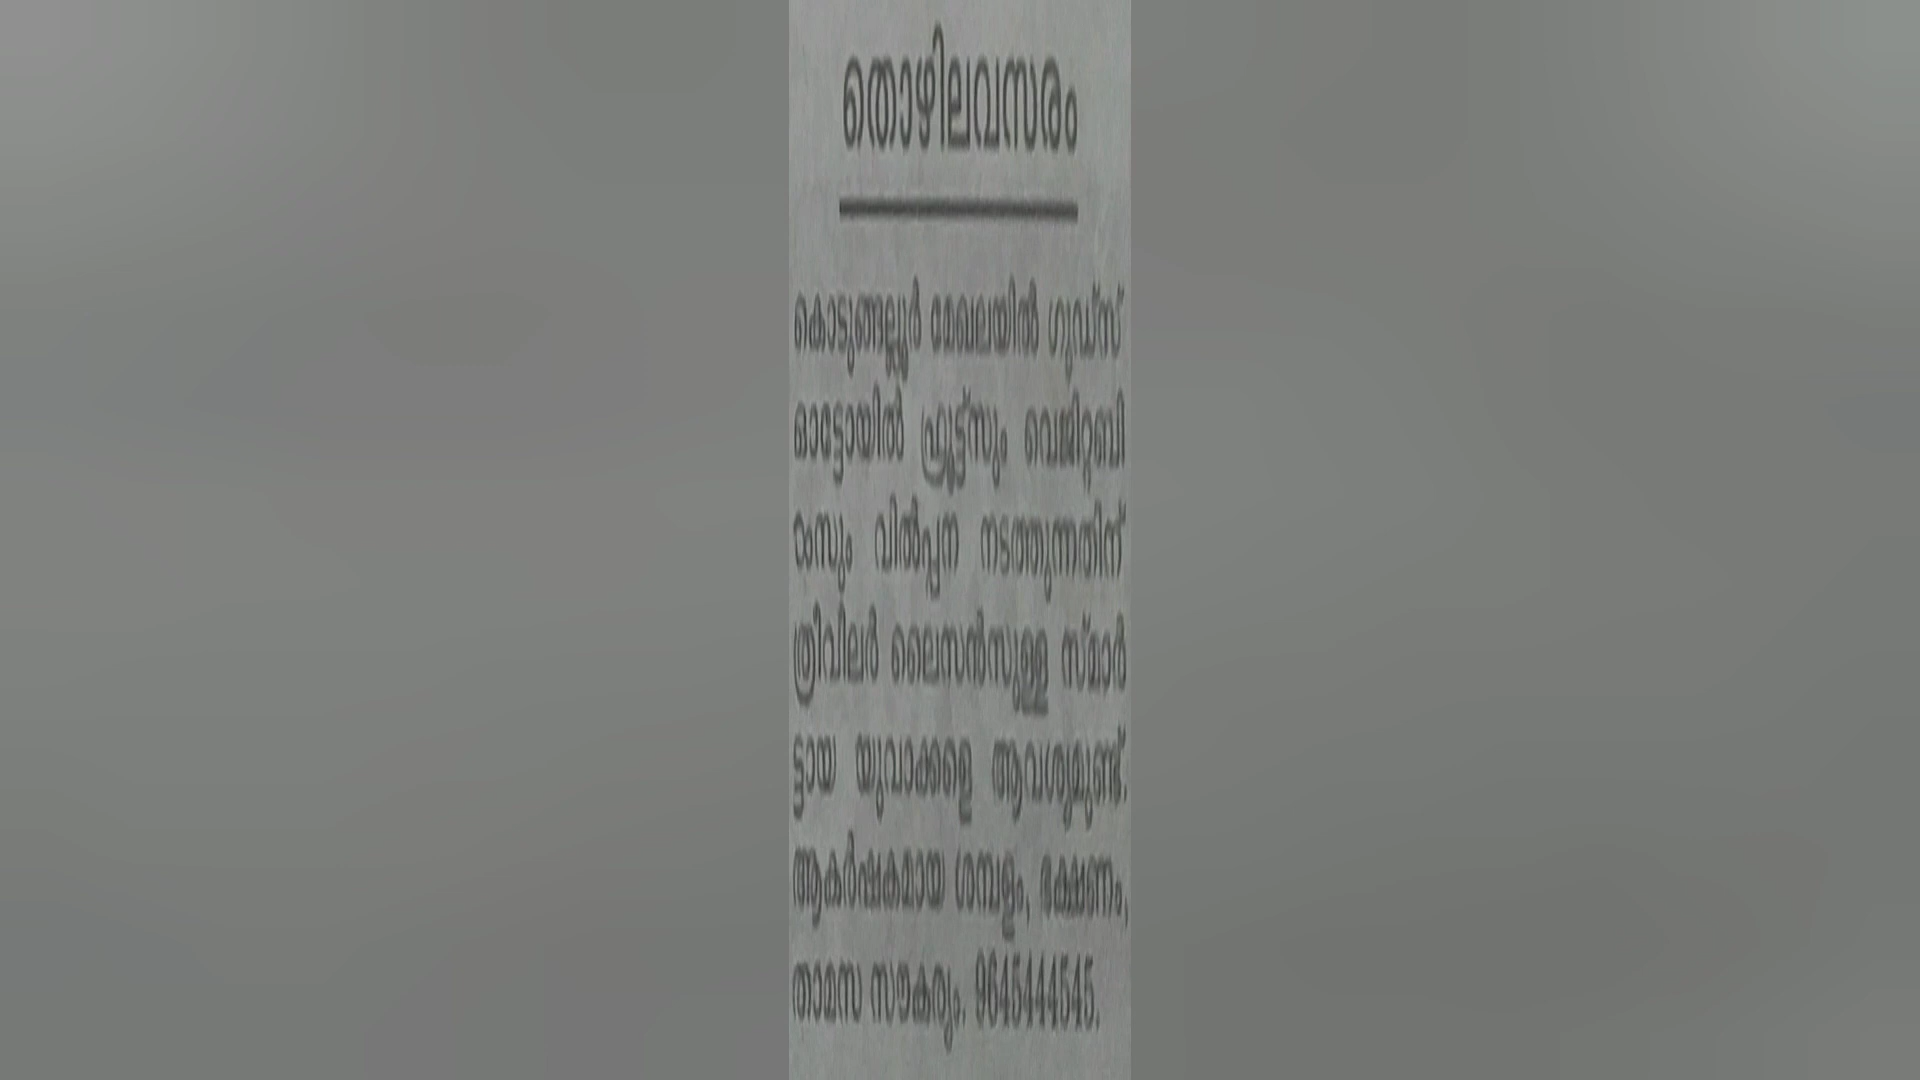 തൊഴിലവസരം
കൊടുങ്ങല്ലൂർ മേഖലയിൽ ഗുഡ്സ്
ഓട്ടോയിൽ ഫ്രൂട്ട്സും വെജിറ്റബി
ൾസും വിൽപ്പന നടത്തുന്നതിന്
ത്രീവീലർ ലൈസൻസുള്ള സ്മാർ
ട്ടായ യുവാക്കളെ ആവശ്യമുണ്ട്.
ആകർഷകമായ ശമ്പളം, ഭക്ഷണം,
താമസ സൗകര്യം. 9645444545.